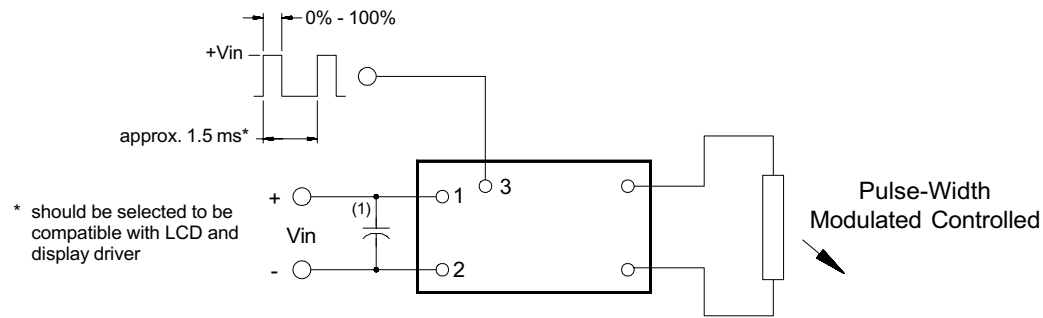 0% - 100%
+Vin
approx. 1.5 ms*
* should be selected to be
compatible with LCD and
display driver
+
(1)
Vin
-
1
3
2
Pulse-Width
Modulated Controlled